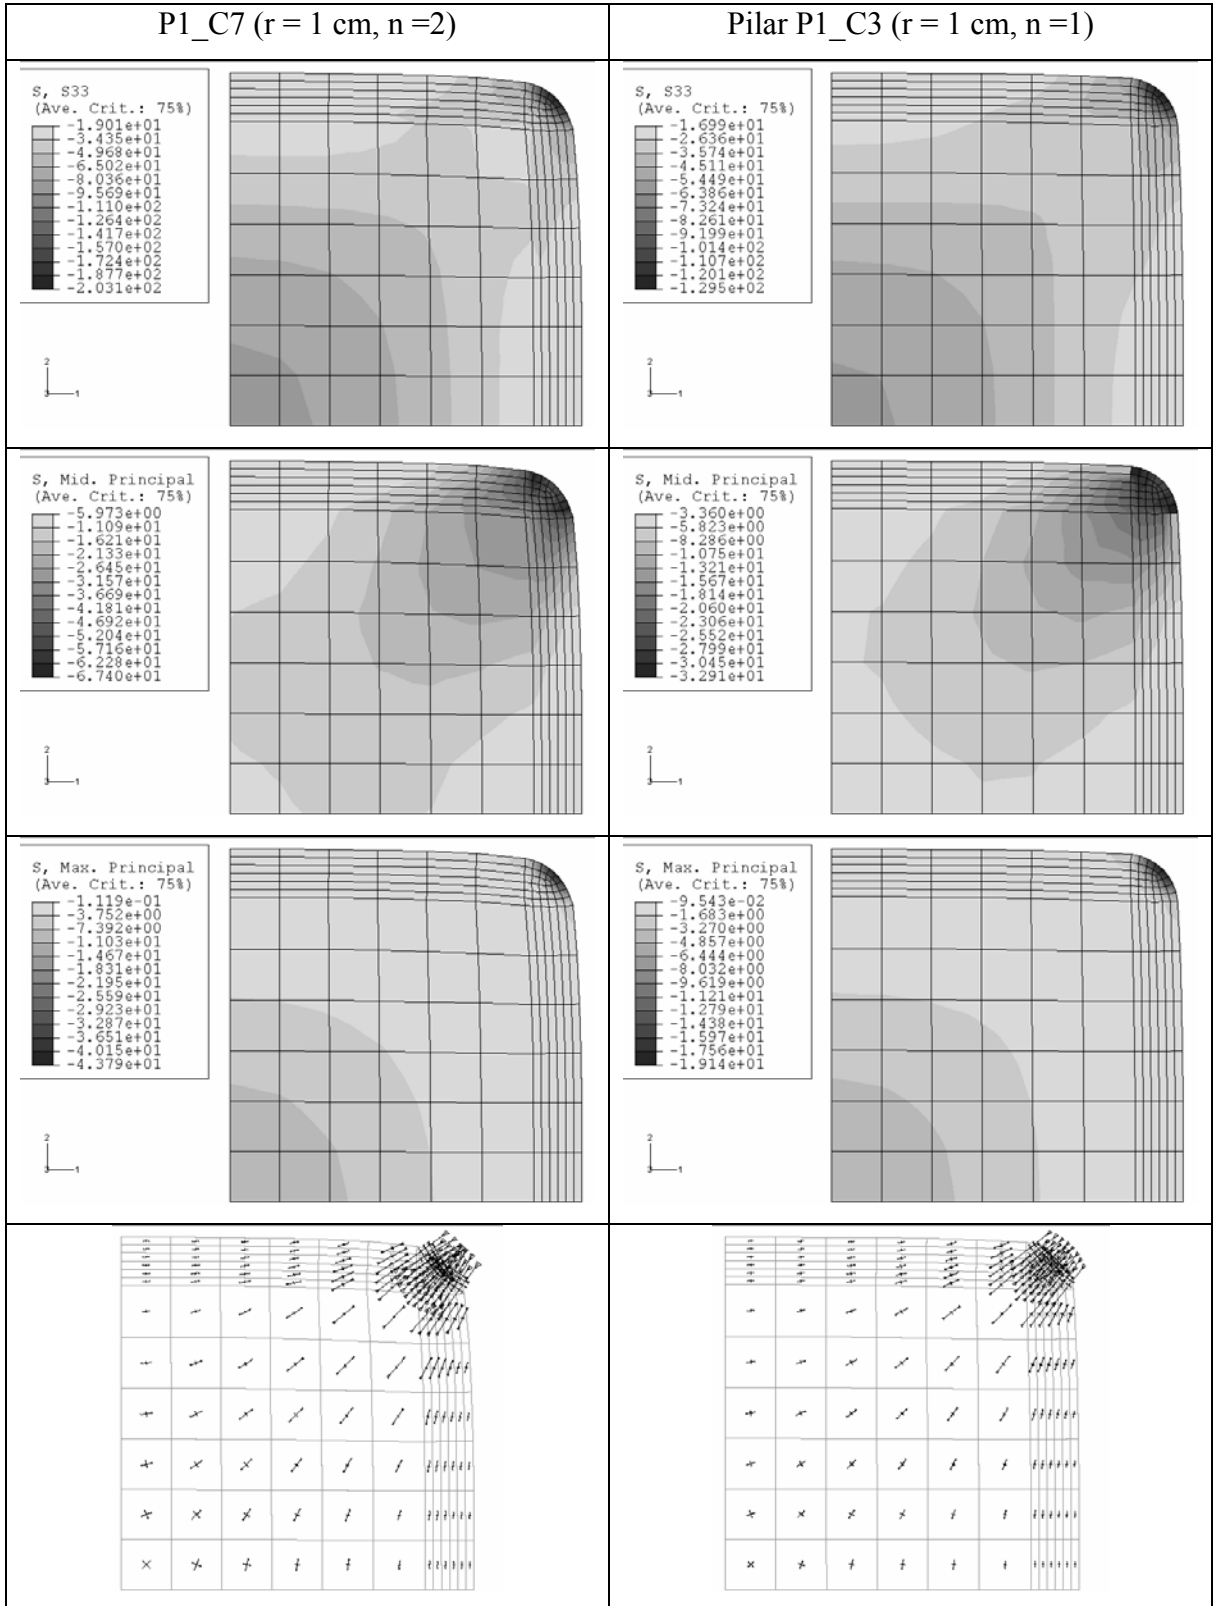 P1_C7 (r = 1 cm, n =2)
Pilar P1_C3 (r = 1 cm, n =1)
S, S33
(Ave. Crit.: 75%)
-1.901e+01
-3.435e+01
-4.968e+01
-6.502e+01
-8.036e+01
-9.569e+01
-1.110e+02
-1.264e+02
-1.417e+02
-1.570e+02
-1.724e+02
-1.877e+02
-2.031e+02
2
3
1
S, S33
(Ave. Crit.: 75%)
-1.699e+01
-2.636e+01
-3.574e+01
-4.511e+01
-5.449e+01
-6.386e+01
-7.324e+01
-8.261e+01
-9.199e+01
-1.014e+02
-1.107e+02
-1.201e+02
-1.295e+02
2
3
1
S, Mid. Principal
(Ave. Crit.: 75%)
-5.973e+00
-1.109e+01
-1.621e+01
-2.133e+01
-2.645e+01
-3.157e+01
-3.669e+01
-4.181e+01
-4.692e+01
-5.204e+01
-5.716e+01
-6.228e+01
-6.740e+01
2
3
1
S, Mid. Principal
(Ave. Crit.: 75%)
-3.360e+00
-5.823e+00
-8.286e+00
-1.075e+01
-1.321e+01
-1.567e+01
-1.814e+01
-2.060e+01
-2.306e+01
-2.552e+01
-2.799e+01
-3.045e+01
-3.291e+01
2
3
1
S, Max. Principal
(Ave. Crit.: 75%)
-1.119e-01
-3.752e+00
-7.392e+00
-1.103e+01
-1.467e+01
-1.831e+01
-2.195e+01
-2.559e+01
-2.923e+01
-3.287e+01
-3.651e+01
-4.015e+01
-4.379e+01
2
3
1
S, Max. Principal
(Ave. Crit.: 75%)
-9.543e-02
-1.683e+00
-3.270e+00
-4.857e+00
-6.444e+00
-8.032e+00
-9.619e+00
-1.121e+01
-1.279e+01
-1.438e+01
-1.597e+01
-1.756e+01
-1.914e+01
2
3
1